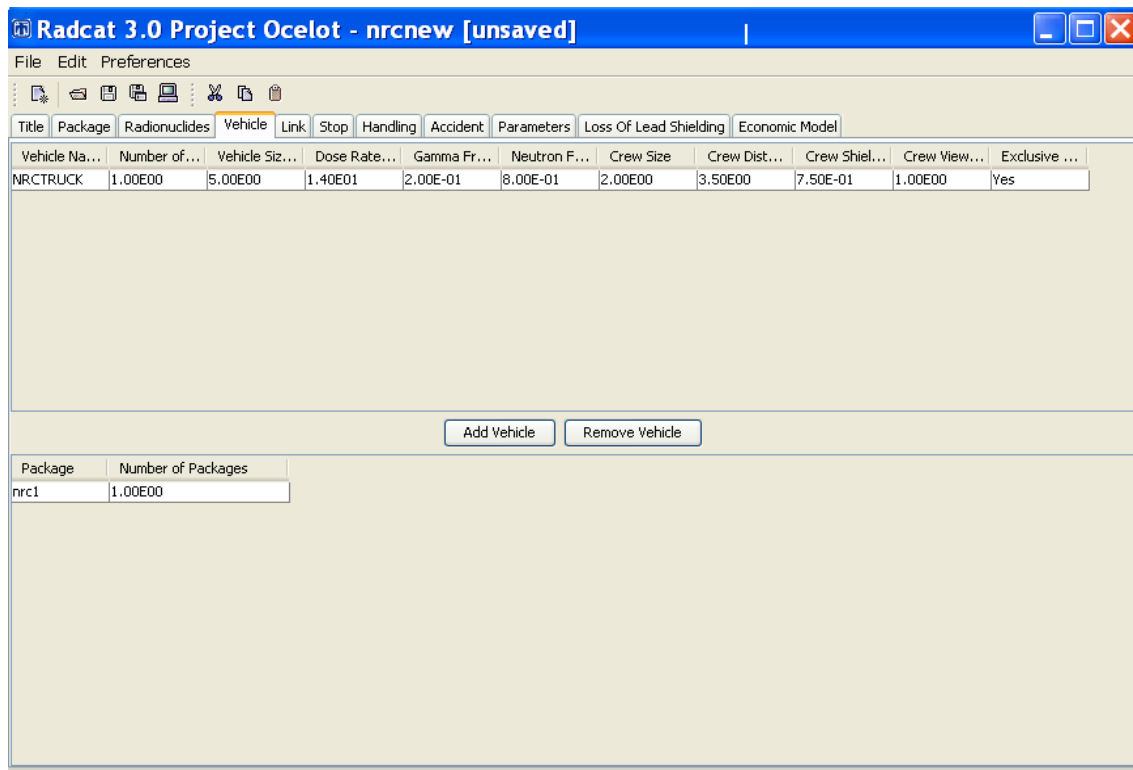 Radcat 3.0 Project Ocelot - nrcnew [unsaved]
File Edit Preferences
Title Package Radionuclides Vehicle Link Stop Handling Accident Parameters Loss Of Lead Shielding Economic Model
Vehicle Na... Number of... Vehicle Siz... Dose Rate... Gamma Fr... Neutron F... Crew Size Crew Dist... Crew Shiel... Crew View... Exclusive ...
NRCTRUCK 1.00E00 5.00E00 1.40E01 2.00E-01 8.00E-01 2.00E00 3.50E00 7.50E-01 1.00E00 Yes
Add Vehicle Remove Vehicle
Package Number of Packages
nrc1 1.00E00